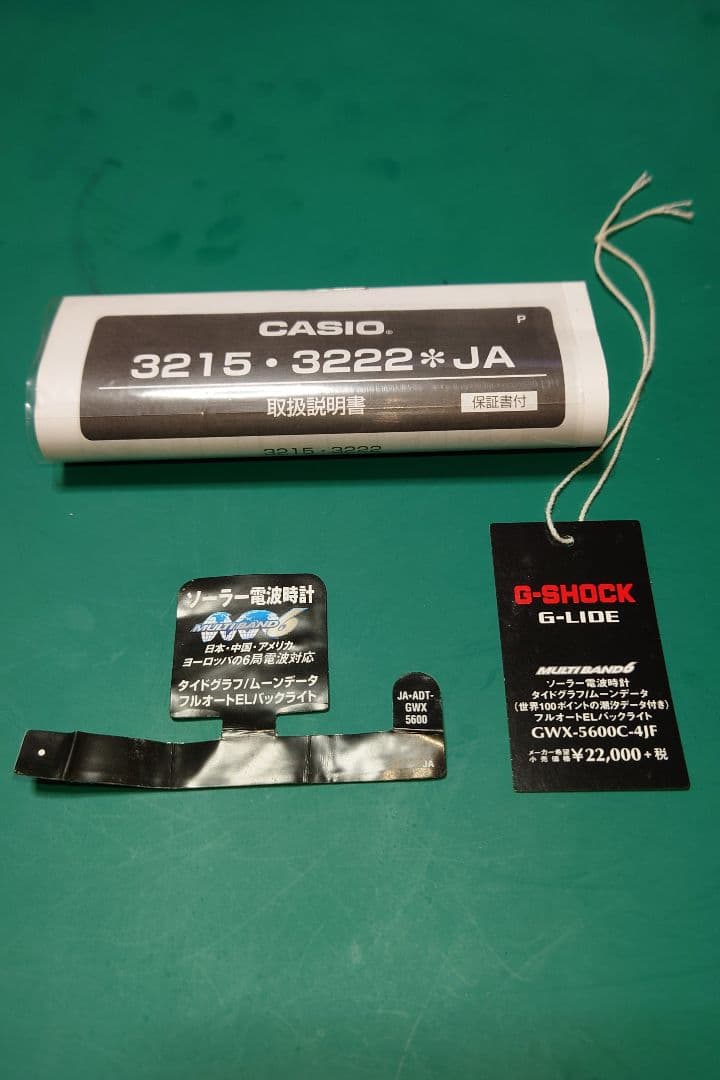 CASIO®
P
3215・3222＊JA
取扱説明書
保証書付
3215・3222
ソーラー電波時計
MULTIBAND6
日本・中国・アメリカ
ヨーロッパの6局電波対応
タイドグラフ/ムーンデータ
フルオートELバックライト
JA・ADT-
GWX
5600
JA
G-SHOCK
G-LIDE
MULTIBAND6
ソーラー電波時計
タイドグラフ/ムーンデータ
(世界100ポイントの潮汐データ付き)
フルオートELバックライト
GWX-5600C-4JF
メーカー希望
小売価格 ¥22,000+税